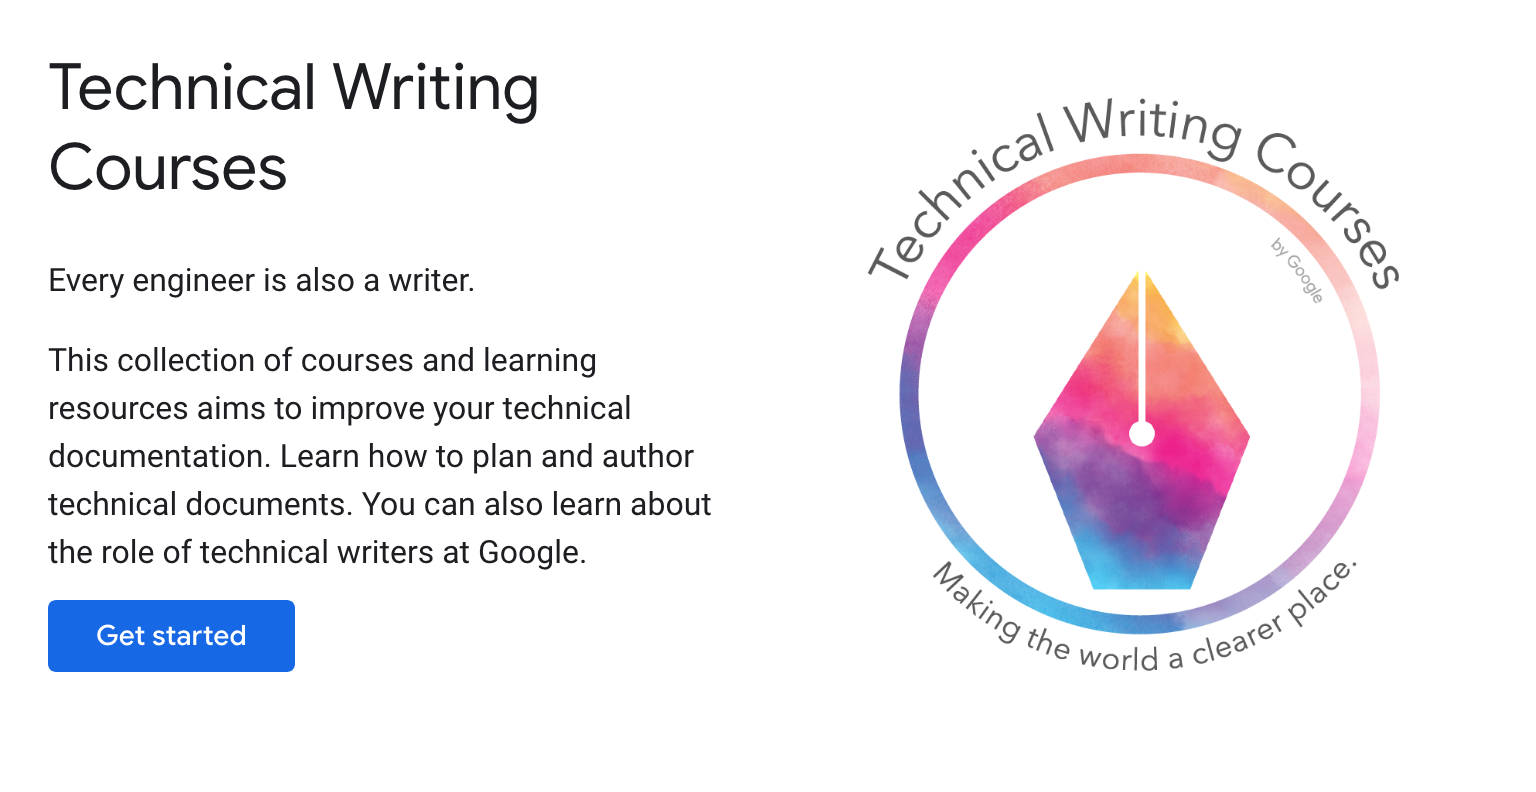 Technical Writing
Courses
Every engineer is also a writer.
This collection of courses and learning
resources aims to improve your technical
documentation. Learn how to plan and author
technical documents. You can also learn about
the role of technical writers at Google.
Get started
Technical Writing Courses
by Google
Making the world a clearer place.